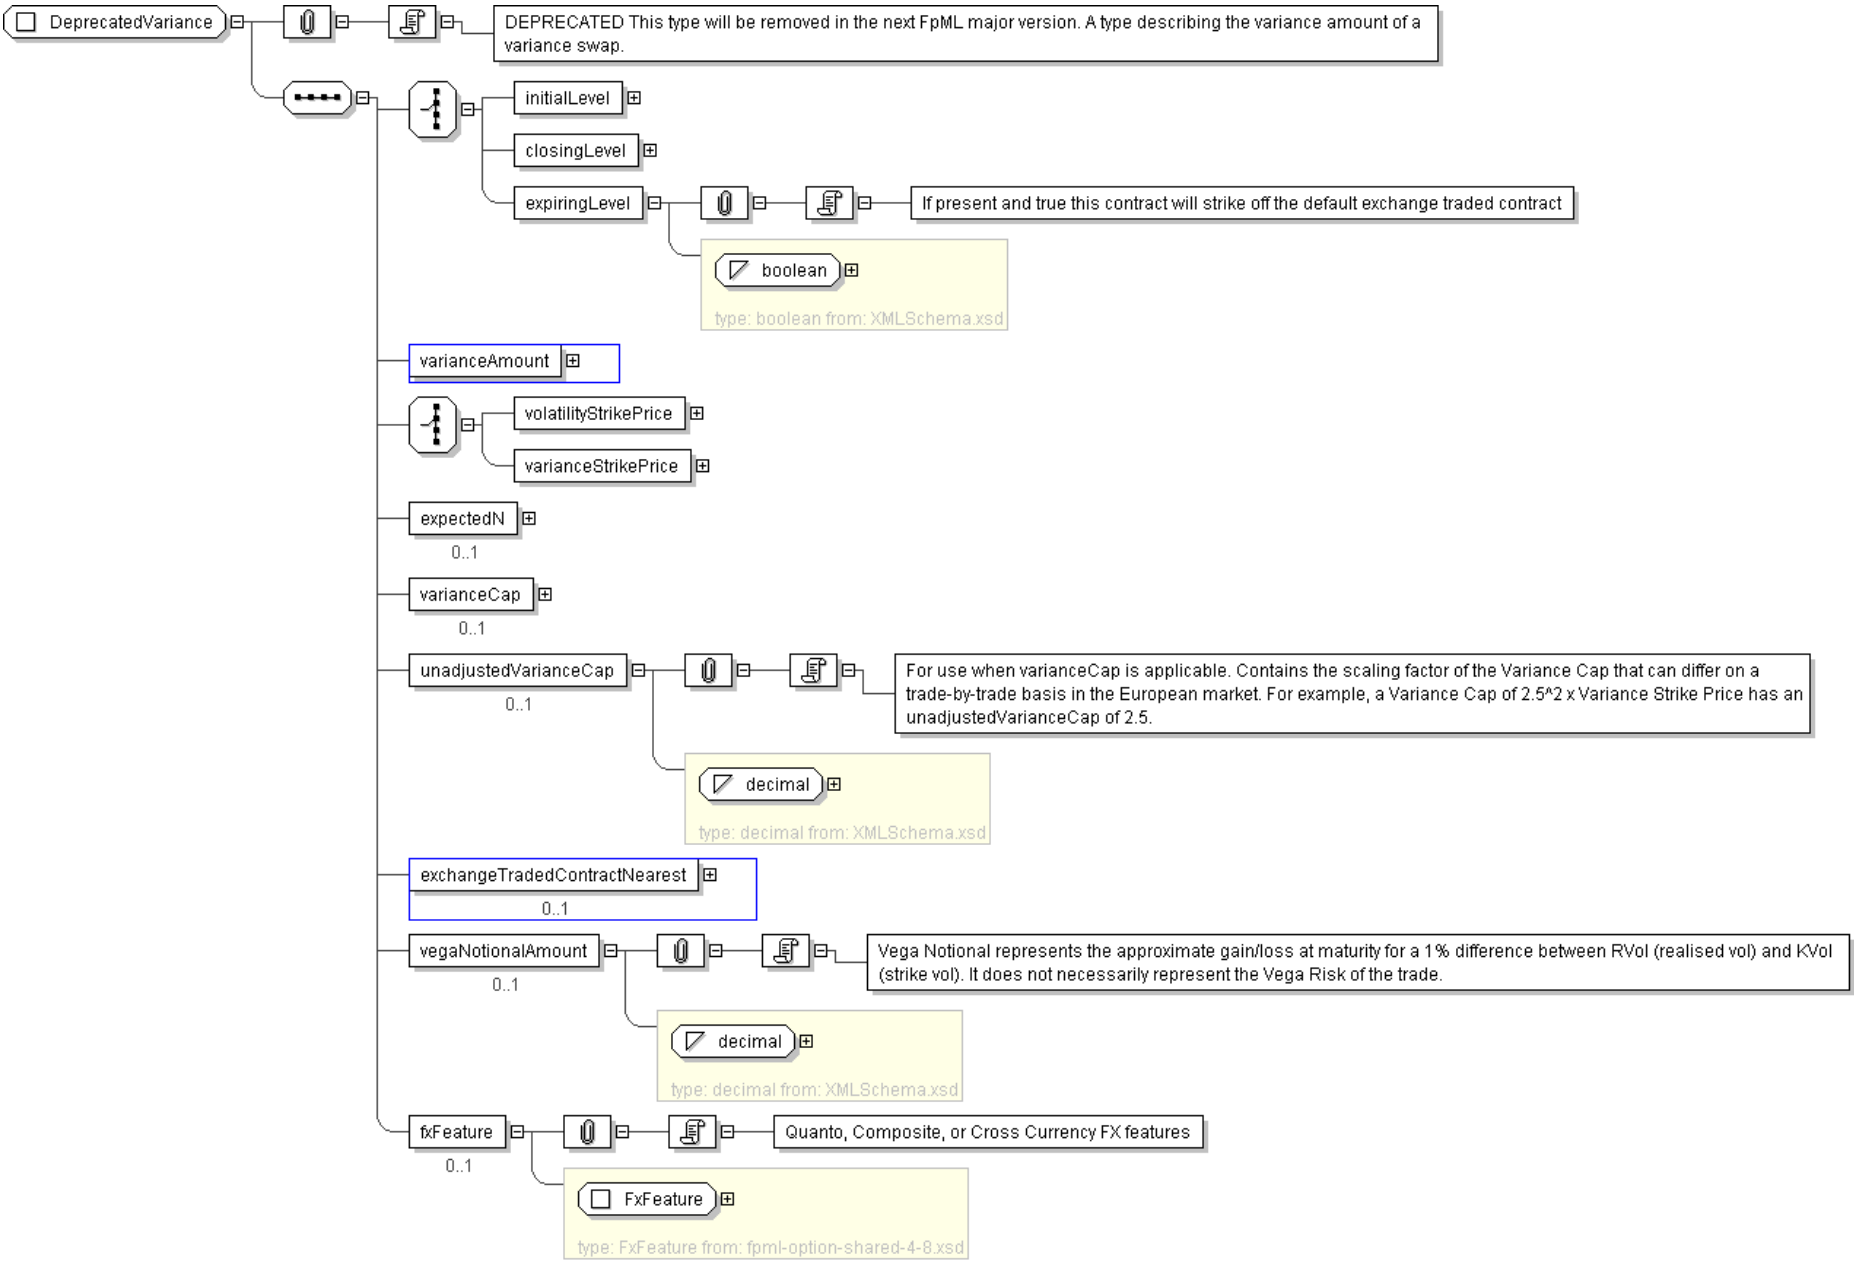 DeprecatedVariance
DEPRECATED This type will be removed in the next FpML major version. A type describing the variance amount of a
variance swap.
initialLevel
closingLevel
expiringLevel
If present and true this contract will strike off the default exchange traded contract
boolean
type: boolean from: XMLSchema.xsd
varianceAmount
volatilityStrikePrice
varianceStrikePrice
expectedN
0..1
varianceCap
0..1
unadjustedVarianceCap
0..1
For use when varianceCap is applicable. Contains the scaling factor of the Variance Cap that can differ on a
trade-by-trade basis in the European market. For example, a Variance Cap of 2.5^2 x Variance Strike Price has an
unadjustedVarianceCap of 2.5.
decimal
type: decimal from: XMLSchema.xsd
exchangeTradedContractNearest
0..1
vegaNotionalAmount
0..1
Vega Notional represents the approximate gain/loss at maturity for a 1% difference between RVol (realised vol) and KVol
(strike vol). It does not necessarily represent the Vega Risk of the trade.
decimal
type: decimal from: XMLSchema.xsd
fxFeature
0..1
Quanto, Composite, or Cross Currency FX features
FxFeature
type: FxFeature from: fpml-option-shared-4-8.xsd